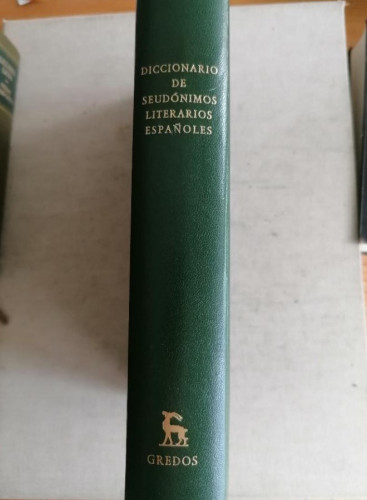 DICCIONARIO
DE
SEUDÓNIMOS
LITERARIOS
ESPAÑOLES
GREDOS